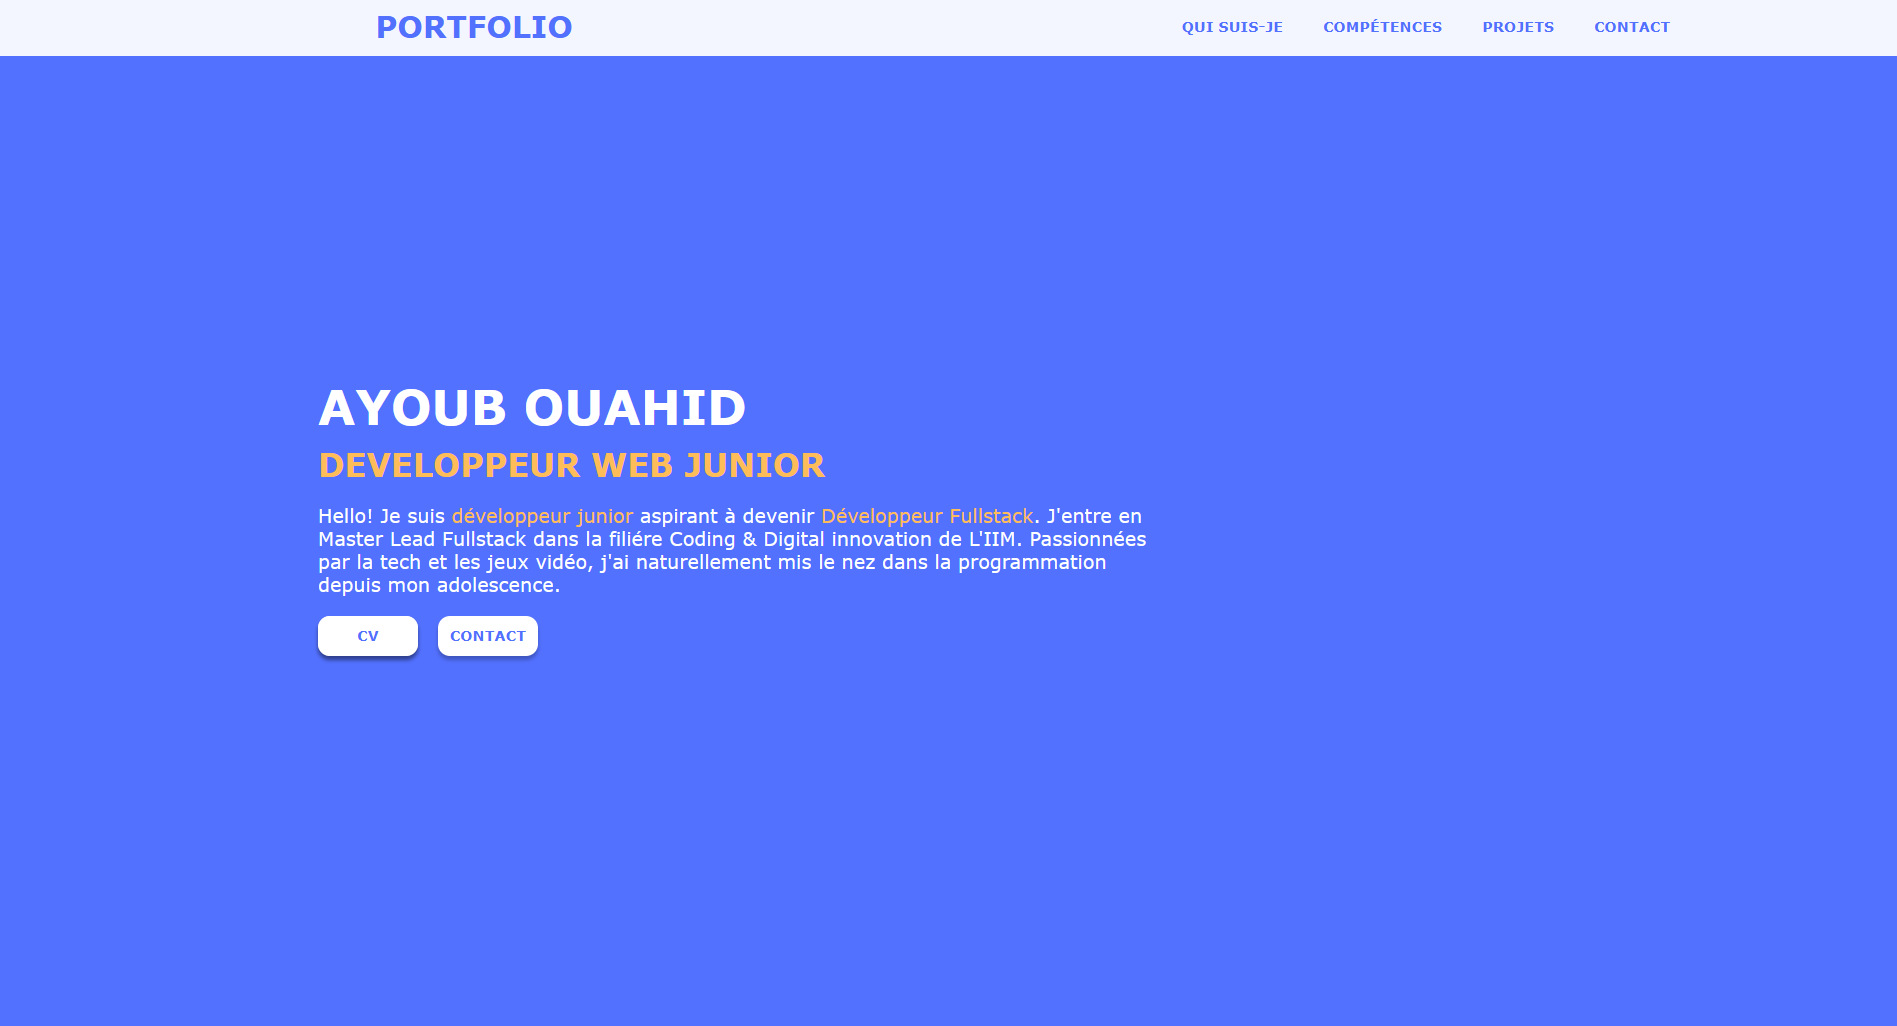 PORTFOLIO
QUI SUIS-JE
COMPÉTENCES
PROJETS
CONTACT
AYOUB OUAHID
DEVELOPPEUR WEB JUNIOR
Hello! Je suis développeur junior aspirant à devenir Développeur Fullstack. J'entre en
Master Lead Fullstack dans la filiére Coding & Digital innovation de L'IIM. Passionnées
par la tech et les jeux vidéo, j'ai naturellement mis le nez dans la programmation
depuis mon adolescence.
CV
CONTACT